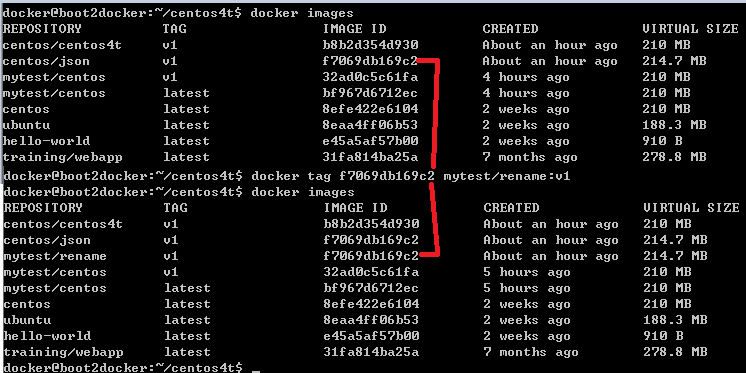 docker@boot2docker:~/centos4t$ docker images
REPOSITORY TAG IMAGE ID CREATED VIRTUAL SIZE
centos/centos4t v1 b8b2d354d930 About an hour ago 210 MB
centos/json v1 f7069db169c2 About an hour ago 214.7 MB
mytest/centos v1 32ad0c5c61fa 4 hours ago 210 MB
mytest/centos latest bf967d6712ec 4 hours ago 210 MB
centos latest 8efe422e6104 2 weeks ago 210 MB
ubuntu latest 8eaa4ff06b53 2 weeks ago 188.3 MB
hello-world latest e45a5af57b00 2 weeks ago 910 B
training/webapp latest 31fa814ba25a 7 months ago 278.8 MB
docker@boot2docker:~/centos4t$ docker tag f7069db169c2 mytest/rename:v1
docker@boot2docker:~/centos4t$ docker images
REPOSITORY TAG IMAGE ID CREATED VIRTUAL SIZE
centos/centos4t v1 b8b2d354d930 About an hour ago 210 MB
centos/json v1 f7069db169c2 About an hour ago 214.7 MB
mytest/rename v1 f7069db169c2 About an hour ago 214.7 MB
mytest/centos v1 32ad0c5c61fa 5 hours ago 210 MB
mytest/centos latest bf967d6712ec 5 hours ago 210 MB
centos latest 8efe422e6104 2 weeks ago 210 MB
ubuntu latest 8eaa4ff06b53 2 weeks ago 188.3 MB
hello-world latest e45a5af57b00 2 weeks ago 910 B
training/webapp latest 31fa814ba25a 7 months ago 278.8 MB
docker@boot2docker:~/centos4t$ _